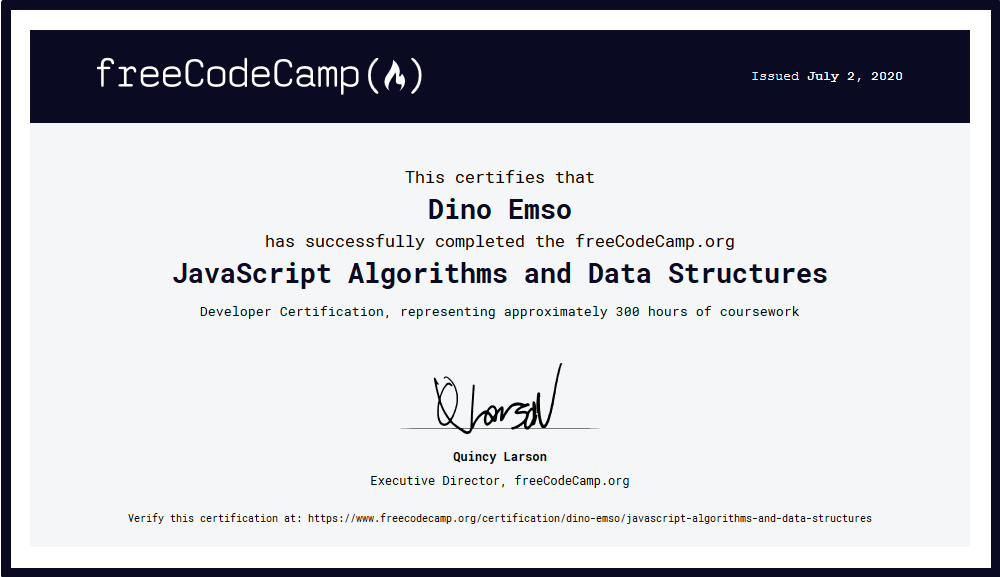 freeCodeCamp(🔥)
Issued July 2, 2020
This certifies that
Dino Emso
has successfully completed the freeCodeCamp.org
JavaScript Algorithms and Data Structures
Developer Certification, representing approximately 300 hours of coursework
Q Larson
Quincy Larson
Executive Director, freeCodeCamp.org
Verify this certification at: https://www.freecodecamp.org/certification/dino-emso/javascript-algorithms-and-data-structures